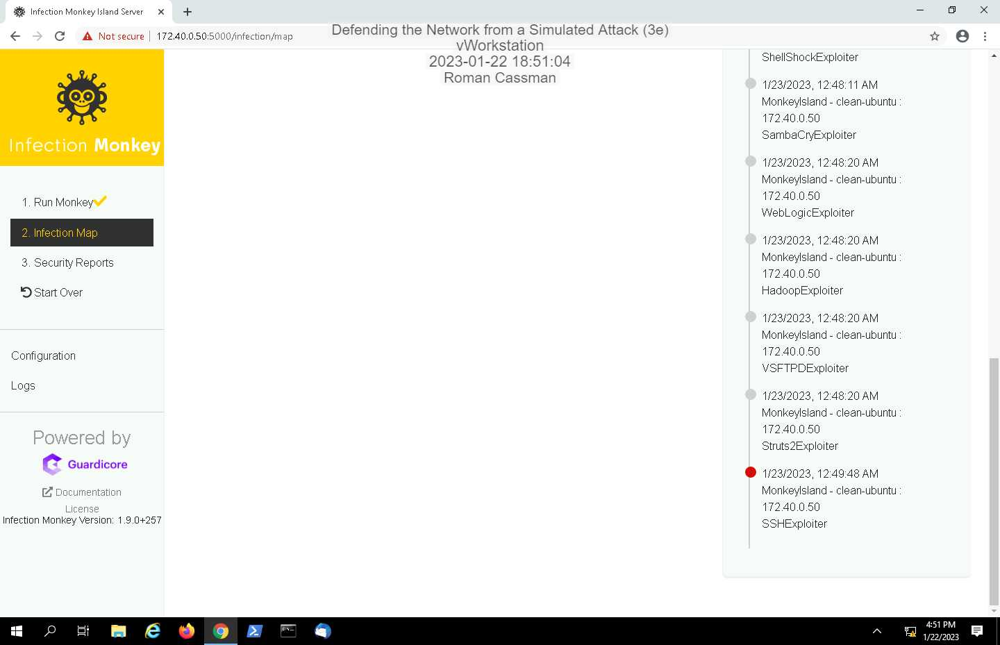 Infection Monkey Island Server
Not secure
172.40.0.50:5000/infection/map
Defending the Network from a Simulated Attack (3e)
vWorkstation
2023-01-22 18:51:04
Roman Cassman
Infection Monkey
1. Run Monkey
2. Infection Map
3. Security Reports
Start Over
Configuration
Logs
Powered by
Guardicore
Documentation
License
Infection Monkey Version: 1.9.0+257
ShellShockExploiter
1/23/2023, 12:48:11 AM
MonkeyIsland - clean-ubuntu :
172.40.0.50
SambaCryExploiter
1/23/2023, 12:48:20 AM
MonkeyIsland - clean-ubuntu :
172.40.0.50
WebLogicExploiter
1/23/2023, 12:48:20 AM
MonkeyIsland - clean-ubuntu :
172.40.0.50
HadoopExploiter
1/23/2023, 12:48:20 AM
MonkeyIsland - clean-ubuntu :
172.40.0.50
VSFTPDExploiter
1/23/2023, 12:48:20 AM
MonkeyIsland - clean-ubuntu :
172.40.0.50
Struts2Exploiter
1/23/2023, 12:49:48 AM
MonkeyIsland - clean-ubuntu :
172.40.0.50
SSHExploiter
4:51 PM
1/22/2023